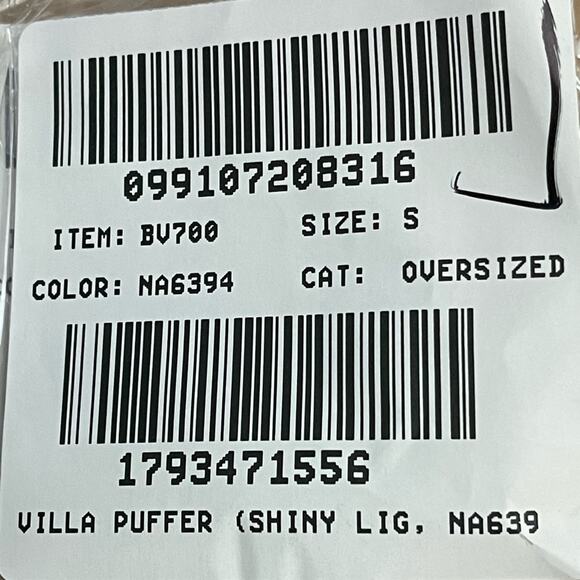 099107208316
ITEM: BV700 SIZE: S
COLOR: NA6394 CAT: OVERSIZED
1793471556
VILLA PUFFER (SHINY LIG, NA639